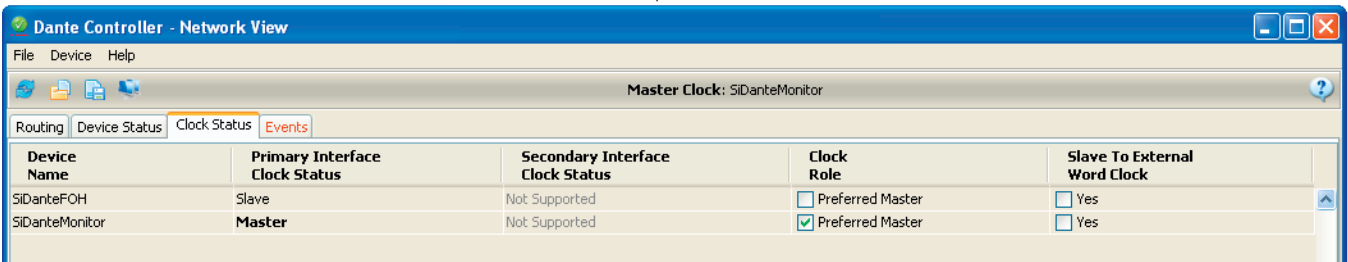 Dante Controller - Network View
File Device Help
Master Clock: SiDanteMonitor
?
Routing Device Status Clock Status Events
Device Name Primary Interface Clock Status Secondary Interface Clock Status Clock Role Slave To External Word Clock
SiDanteFOH Slave Not Supported Preferred Master Yes
SiDanteMonitor Master Not Supported Preferred Master Yes